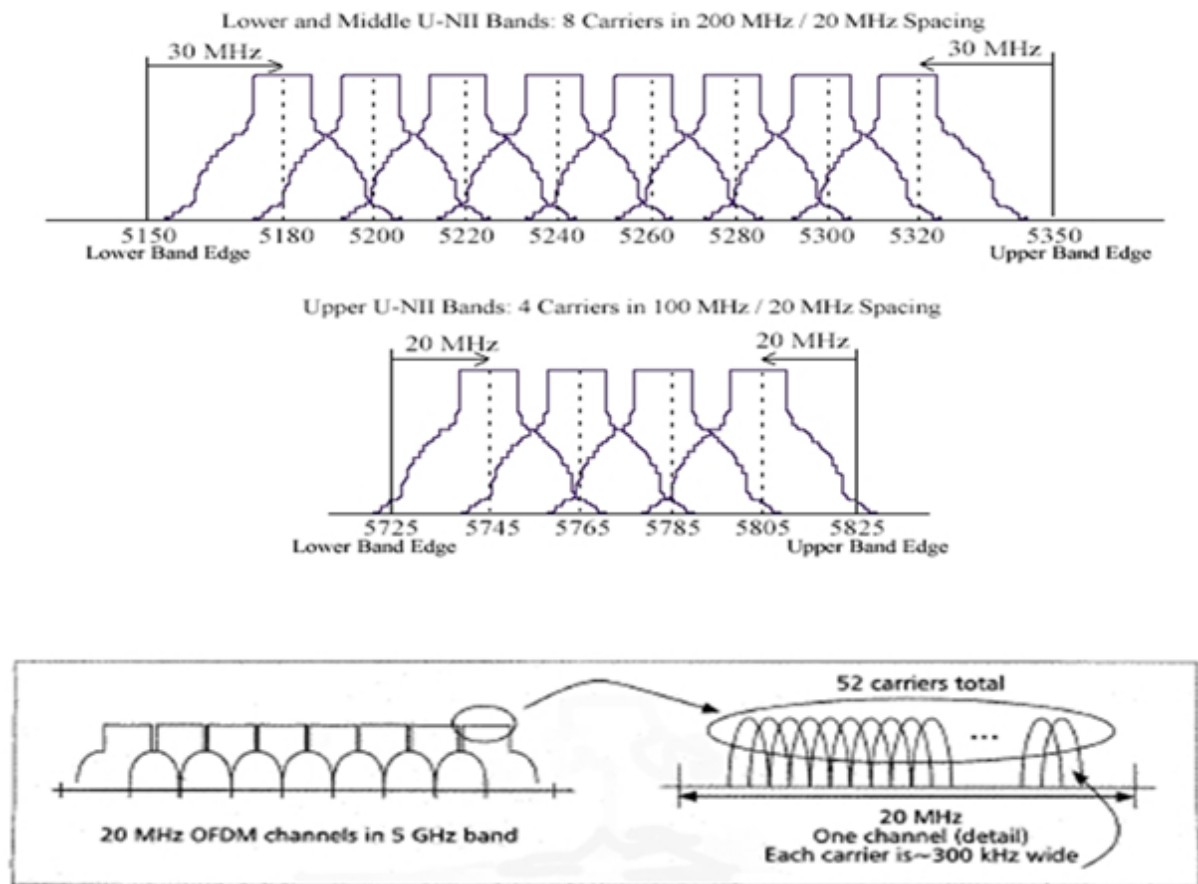 Lower and Middle U-NII Bands: 8 Carriers in 200 MHz / 20 MHz Spacing
30 MHz
30 MHz
5150
5180
5200
5220
5240
5260
5280
5300
5320
5350
Lower Band Edge
Upper Band Edge
Upper U-NII Bands: 4 Carriers in 100 MHz / 20 MHz Spacing
20 MHz
20 MHz
5725
5745
5765
5785
5805
5825
Lower Band Edge
Upper Band Edge
52 carriers total
...
20 MHz OFDM channels in 5 GHz band
20 MHz
One channel (detail)
Each carrier is~300 kHz wide